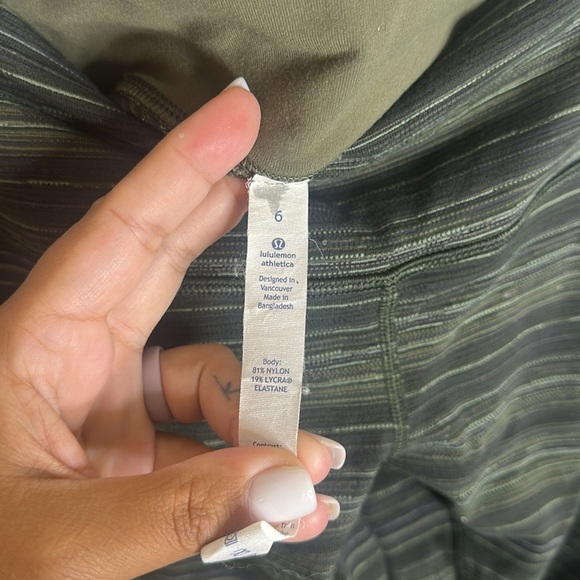 6
lululemon
athletica
Designed in
Vancouver
Made in
Bangladesh
Body:
81% NYLON
19% LYCRA®
ELASTANE
K